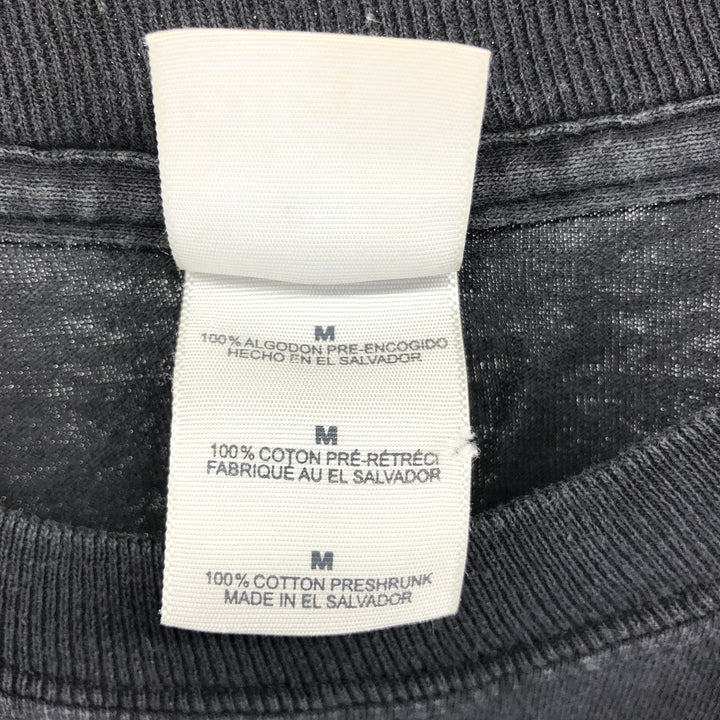 M
100% ALGODON PRE-ENCOGIDO
HECHO EN EL SALVADOR
M
100% COTON PRÉ-RÉTRÉCI
FABRIQUÉ AU EL SALVADOR
M
100% COTTON PRESHRUNK
MADE IN EL SALVADOR